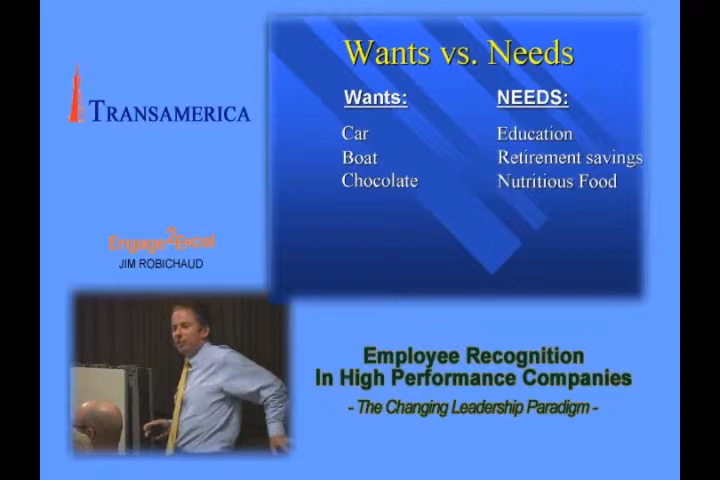 Wants vs. Needs
Wants:
Car
Boat
Chocolate
NEEDS:
Education
Retirement savings
Nutritious Food
TRANSAMERICA
Engage2Excel
JIM ROBICHAUD
Employee Recognition
In High Performance Companies
- The Changing Leadership Paradigm -